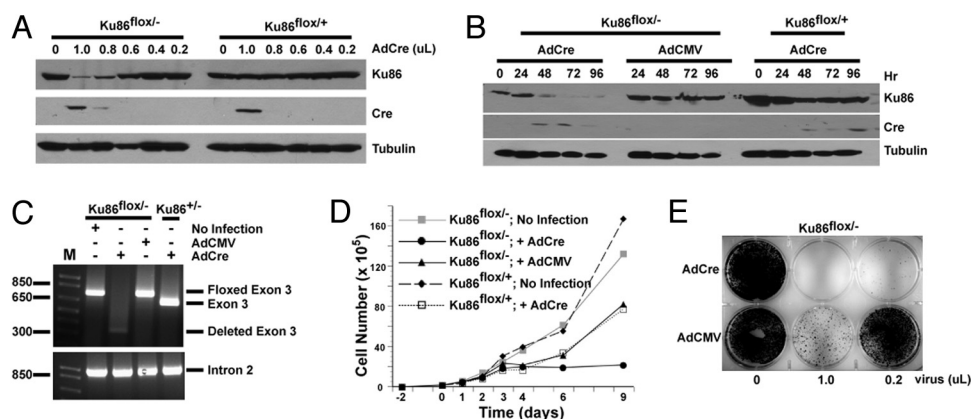 A
Ku86flox/-
Ku86flox/+
0 1.0 0.8 0.6 0.4 0.2 0 1.0 0.8 0.6 0.4 0.2 AdCre (uL)
Ku86
Cre
Tubulin
B
Ku86flox/-
Ku86flox/+
AdCre
AdCMV
AdCre
0 24 48 72 96 24 48 72 96 0 24 48 72 96 Hr
Ku86
Cre
Tubulin
C
Ku86flox/-
Ku86+/-
+ - - - No Infection
- - + - AdCMV
M - + - + AdCre
850
650
300
Floxed Exon 3
Exon 3
Deleted Exon 3
850
Intron 2
D
Cell Number (x 10^5)
160
120
80
40
0
Ku86flox/-; No Infection
Ku86flox/-; + AdCre
Ku86flox/-; + AdCMV
Ku86flox/+; No Infection
Ku86flox/+; + AdCre
-2 0 1 2 3 4 6 9
Time (days)
E
Ku86flox/-
AdCre
AdCMV
0 1.0 0.2 virus (uL)